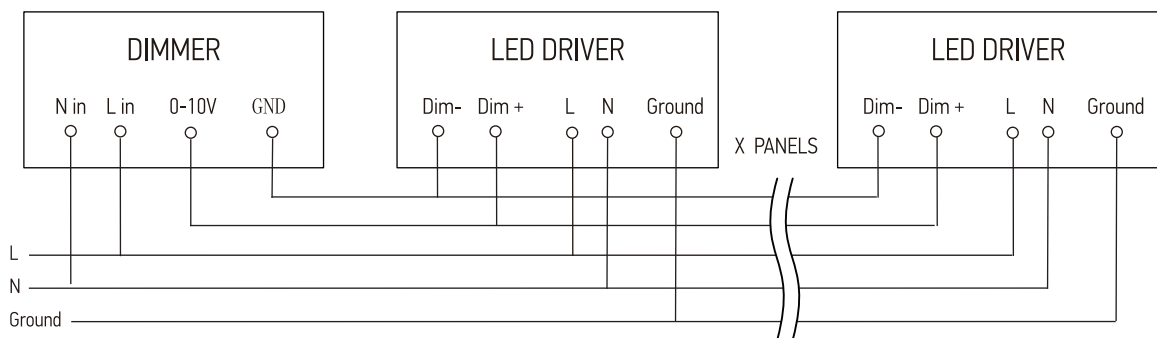 DIMMER
N in L in 0-10V GND
LED DRIVER
Dim- Dim + L N Ground
X PANELS
LED DRIVER
Dim- Dim + L N Ground
L
N
Ground